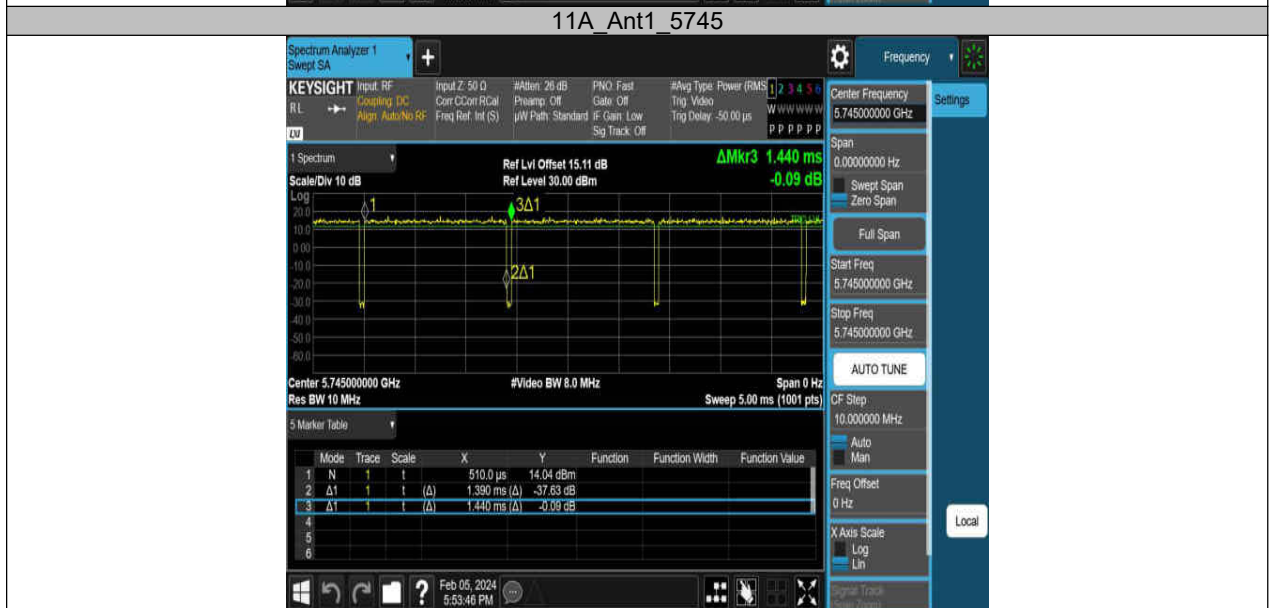 11A_Ant1_5745
Spectrum Analyzer 1
Swept SA
+
Frequency
KEYSIGHT
RL
Input: RF
Coupling: DC
Align: Auto/No RF
Input Z: 50 Ω
Corr CCorr RCal
Freq Ref: Int (S)
#Atten: 26 dB
Preamp: Off
µW Path: Standard
PNO: Fast
Gate: Off
IF Gain: Low
Sig Track: Off
#Avg Type: Power (RMS
Trig: Video
Trig Delay: -50.00 µs
1 2 3 4 5 6
W W W W W W
P P P P P P
1 Spectrum
Scale/Div 10 dB
Ref Lvl Offset 15.11 dB
Ref Level 30.00 dBm
ΔMkr3 1.440 ms
-0.09 dB
Log
20.0
10.0
0.00
-10.0
-20.0
-30.0
-40.0
-50.0
-60.0
1
3Δ1
2Δ1
Center 5.745000000 GHz
Res BW 10 MHz
#Video BW 8.0 MHz
Span 0 Hz
Sweep 5.00 ms (1001 pts)
5 Marker Table
Mode Trace Scale X Y Function Function Width Function Value
1 N 1 t 510.0 µs 14.04 dBm
2 Δ1 1 t (Δ) 1.390 ms (Δ) -37.63 dB
3 Δ1 1 t (Δ) 1.440 ms (Δ) -0.09 dB
4
5
6
Feb 05, 2024
5:53:46 PM
Center Frequency
5.745000000 GHz
Span
0.00000000 Hz
Swept Span
Zero Span
Full Span
Start Freq
5.745000000 GHz
Stop Freq
5.745000000 GHz
AUTO TUNE
CF Step
10.000000 MHz
Auto
Man
Freq Offset
0 Hz
X Axis Scale
Log
Lin
Signal Track
Settings
Local